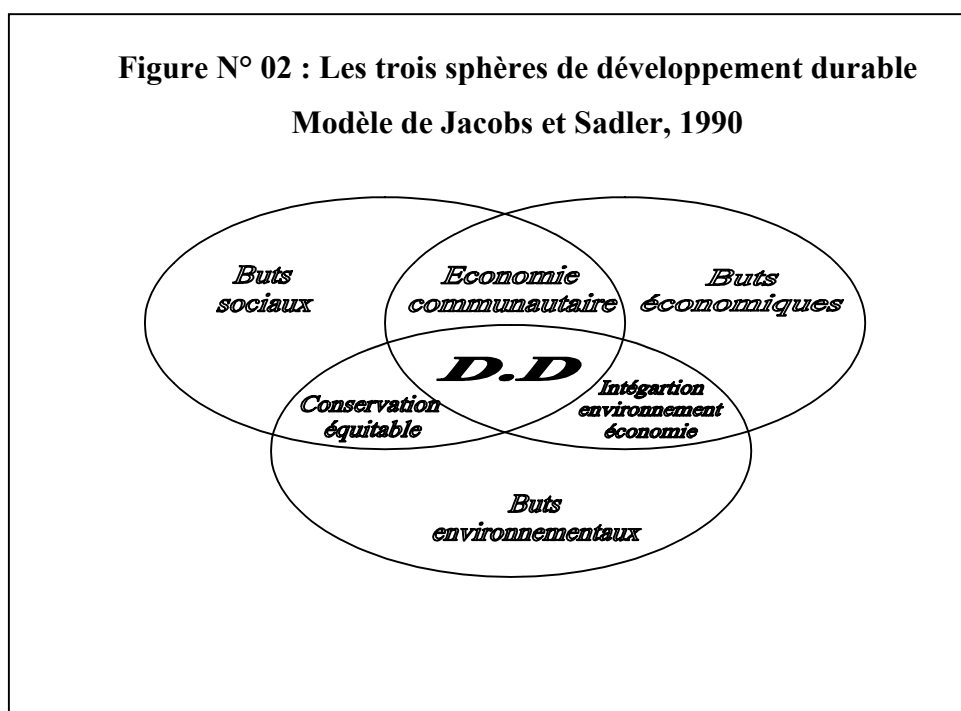 Figure N° 02 : Les trois sphères de développement durable
Modèle de Jacobs et Sadler, 1990
Buts
sociaux
Economie
communautaire
Buts
économiques
D.D
Conservation
équitable
Intégartion
environnement
économie
Buts
environnementaux